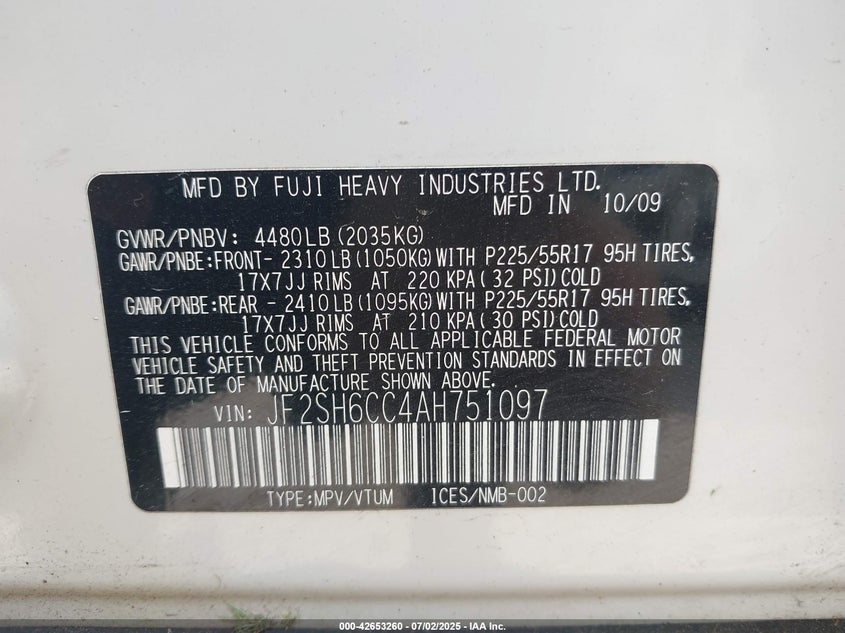 MFD BY FUJI HEAVY INDUSTRIES LTD.
MFD IN 10/09
GVWR/PNBV: 4480LB (2035KG)
GAWR/PNBE:FRONT- 2310LB (1050KG) WITH P225/55R17 95H TIRES,
17X7JJ RIMS AT 220 KPA (32 PSI) COLD
GAWR/PNBE:REAR - 2410LB (1095KG) WITH P225/55R17 95H TIRES,
17X7JJ RIMS AT 210 KPA (30 PSI) COLD
THIS VEHICLE CONFORMS TO ALL APPLICABLE FEDERAL MOTOR
VEHICLE SAFETY AND THEFT PREVENTION STANDARDS IN EFFECT ON
THE DATE OF MANUFACTURE SHOWN ABOVE.
VIN: JF2SH6CC4AH751097
TYPE:MPV/VTUM ICES/NMB-002
000-42653260 - 07/02/2025 - IAA Inc.